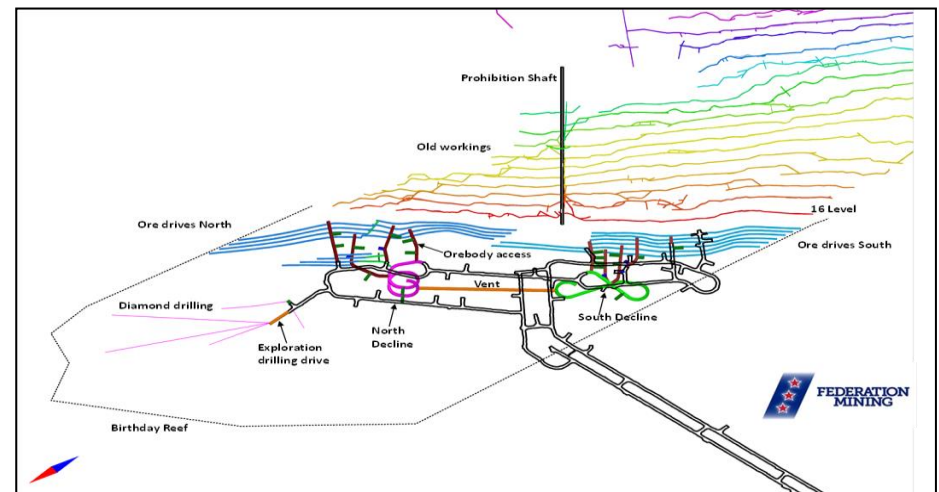 Prohibition Shaft
Old workings
16 Level
Ore drives North
Ore drives South
Orebody access
Vent
Diamond drilling
South Decline
North
Decline
Exploration
drilling drive
FEDERATION
MINING
Birthday Reef